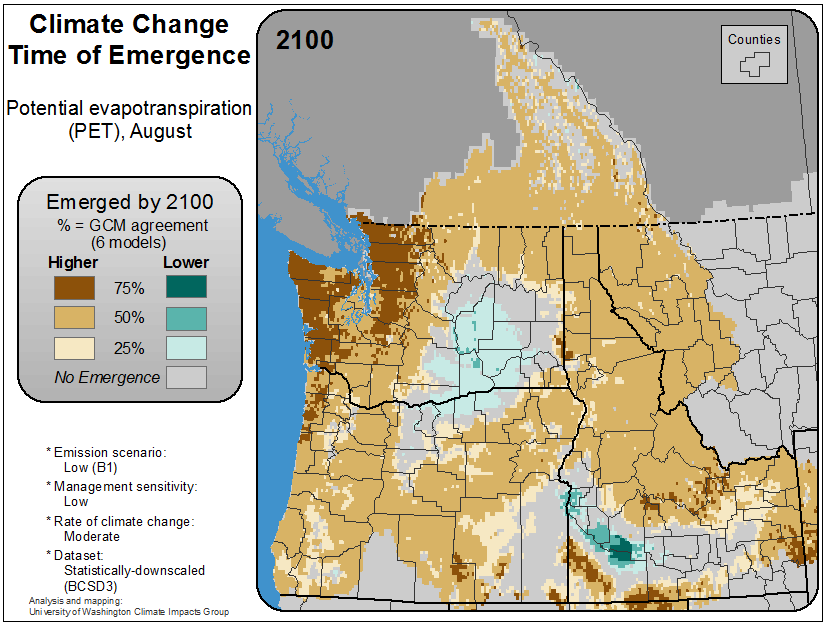 Climate Change
Time of Emergence
Potential evapotranspiration
(PET), August
Emerged by 2100
% = GCM agreement
(6 models)
Higher Lower
75%
50%
25%
No Emergence
* Emission scenario:
Low (B1)
* Management sensitivity:
Low
* Rate of climate change:
Moderate
* Dataset:
Statistically-downscaled
(BCSD3)
Analysis and mapping:
University of Washington Climate Impacts Group
2100
Counties